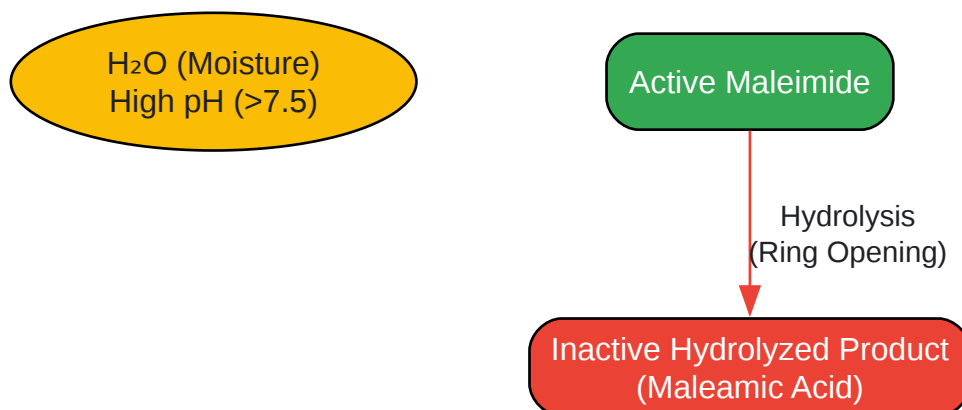 H₂O (Moisture)
High pH (>7.5)
Active Maleimide
Hydrolysis
(Ring Opening)
Inactive Hydrolyzed Product
(Maleamic Acid)